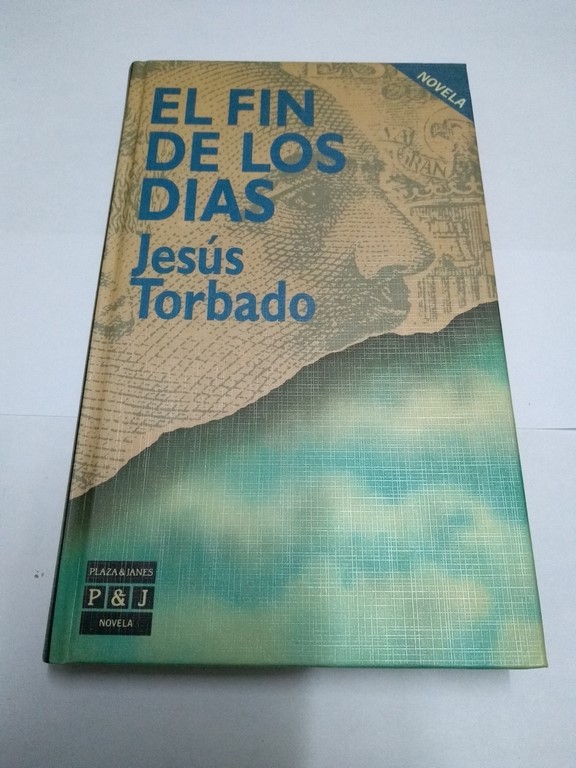 NOVELA
EL FIN
DE LOS
DIAS
Jesús
Torbado
PLAZA & JANES
P & J
NOVELA